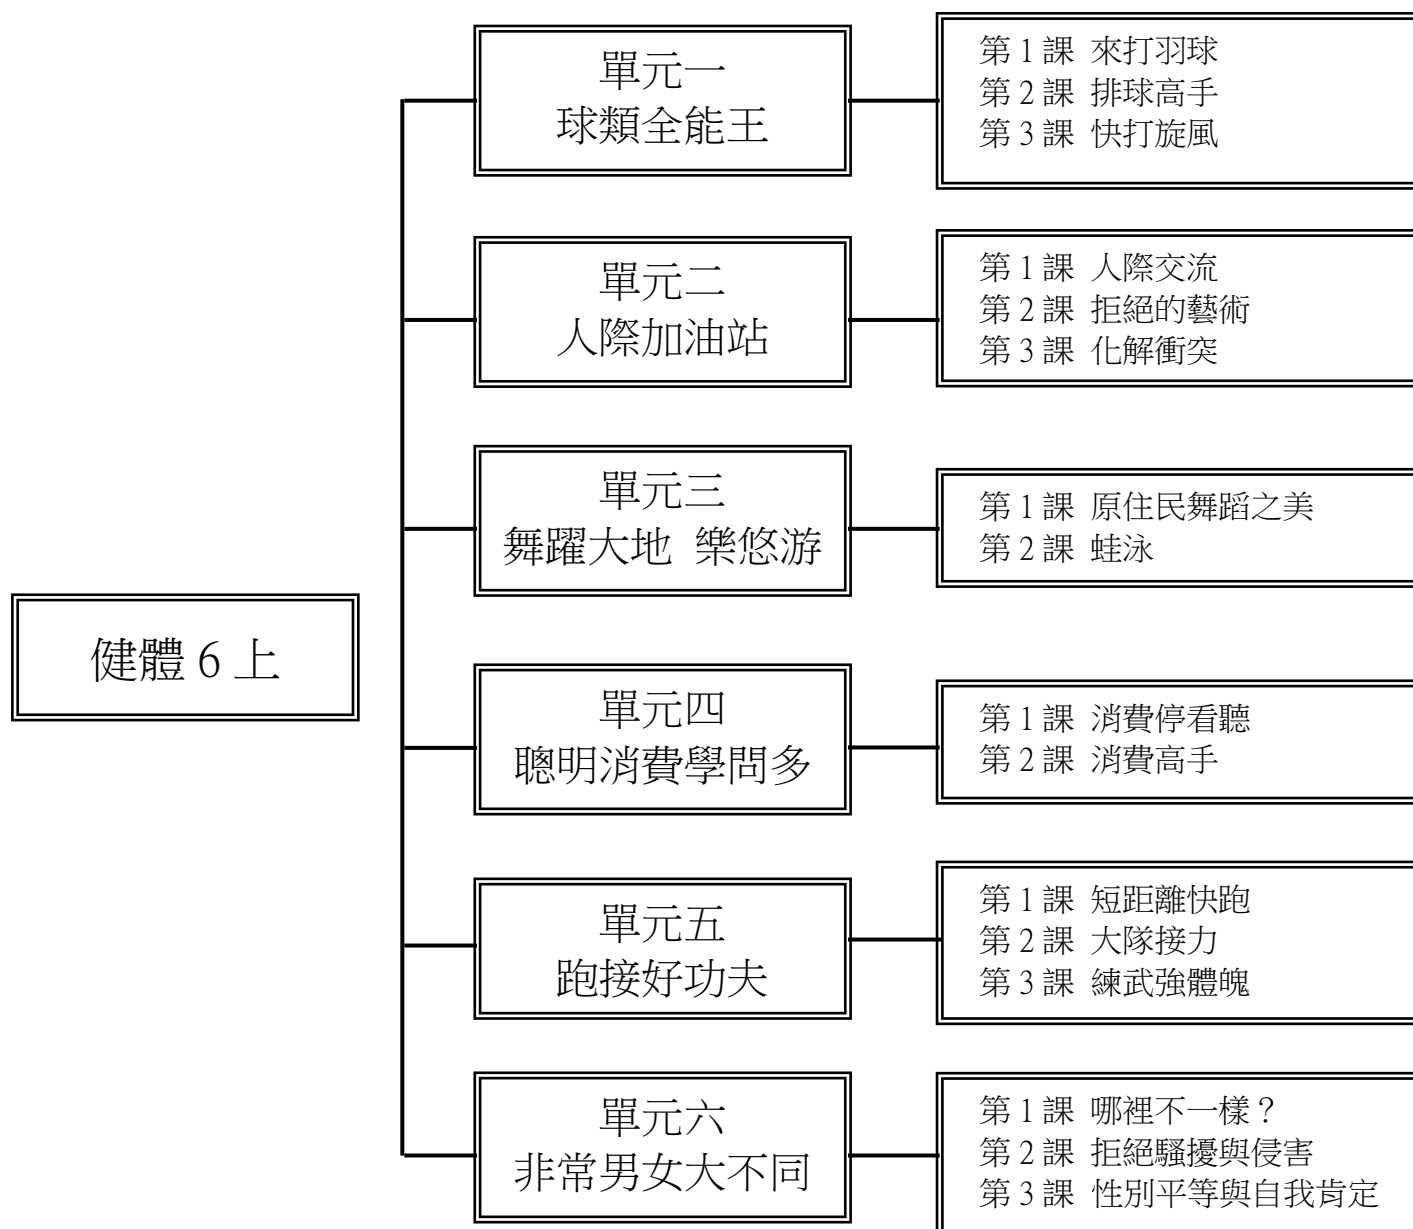 健體 6 上
單元一
球類全能王
第 1 課 來打羽球
第 2 課 排球高手
第 3 課 快打旋風
單元二
人際加油站
第 1 課 人際交流
第 2 課 拒絕的藝術
第 3 課 化解衝突
單元三
舞躍大地 樂悠游
第 1 課 原住民舞蹈之美
第 2 課 蛙泳
單元四
聰明消費學問多
第 1 課 消費停看聽
第 2 課 消費高手
單元五
跑接好功夫
第 1 課 短距離快跑
第 2 課 大隊接力
第 3 課 練武強體魄
單元六
非常男女大不同
第 1 課 哪裡不一樣？
第 2 課 拒絕騷擾與侵害
第 3 課 性別平等與自我肯定